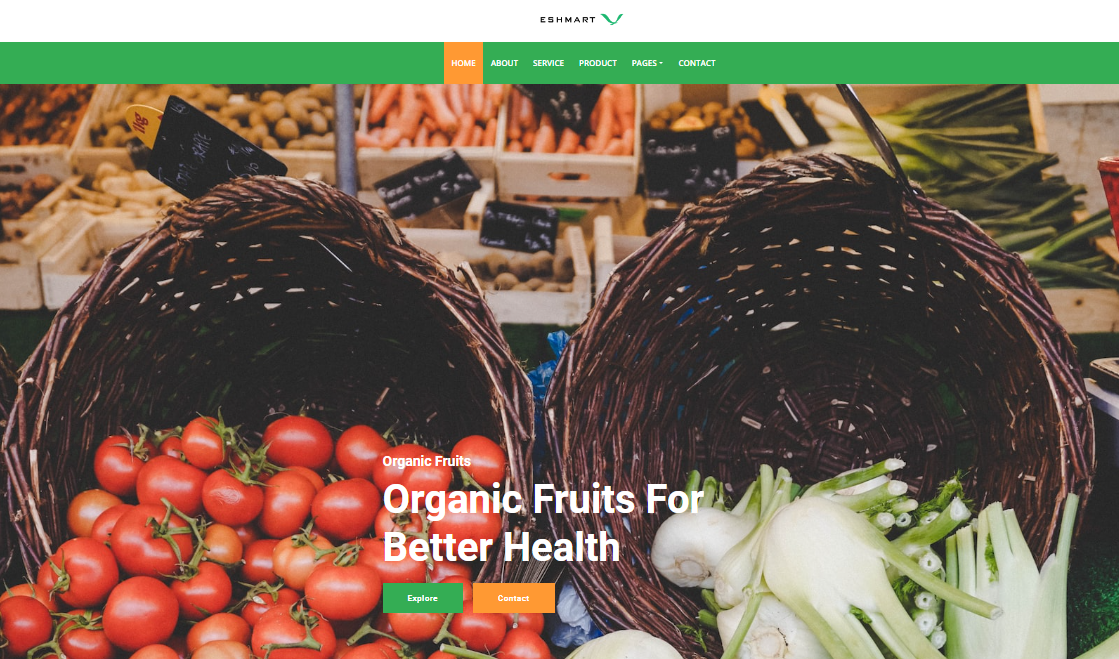 ESHMART
HOME ABOUT SERVICE PRODUCT PAGES CONTACT
Organic Fruits
Organic Fruits For
Better Health
Explore Contact